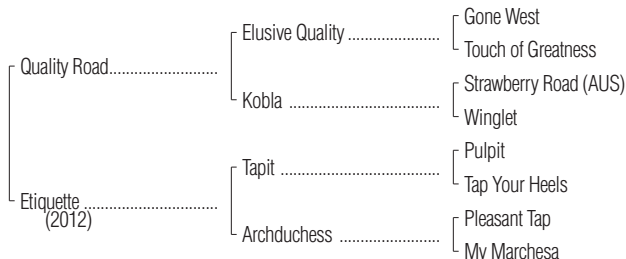 Gone West
Elusive Quality ....................
Touch of Greatness
Quality Road........................
Strawberry Road (AUS)
Kobla .................................
Winglet
Pulpit
Tapit ...................................
Tap Your Heels
Etiquette .............................
(2012)
Pleasant Tap
Archduchess ......................
My Marchesa